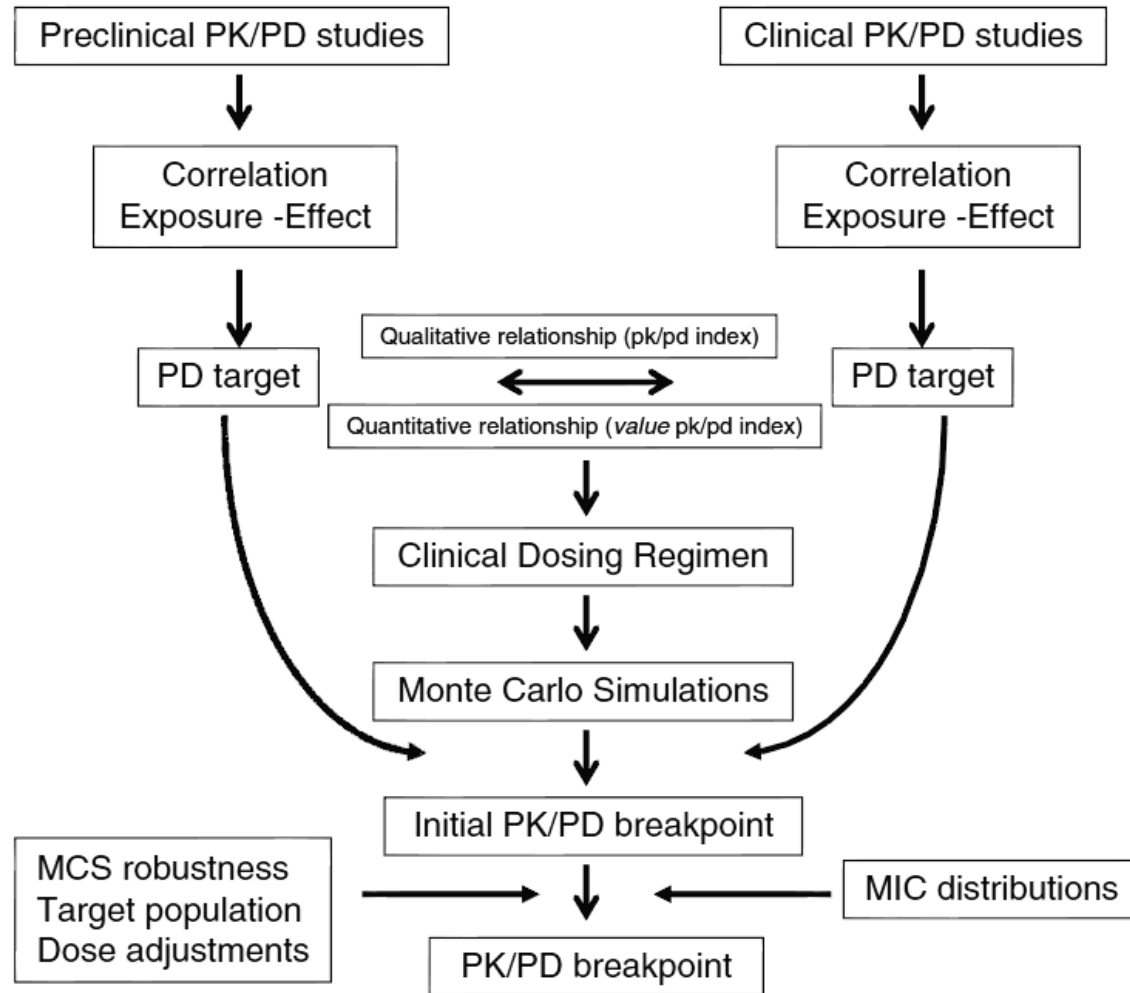 Preclinical PK/PD studies
Clinical PK/PD studies
Correlation
Exposure -Effect
Correlation
Exposure -Effect
Qualitative relationship (pk/pd index)
PD target
PD target
Quantitative relationship (value pk/pd index)
Clinical Dosing Regimen
Monte Carlo Simulations
Initial PK/PD breakpoint
MCS robustness
Target population
Dose adjustments
MIC distributions
PK/PD breakpoint